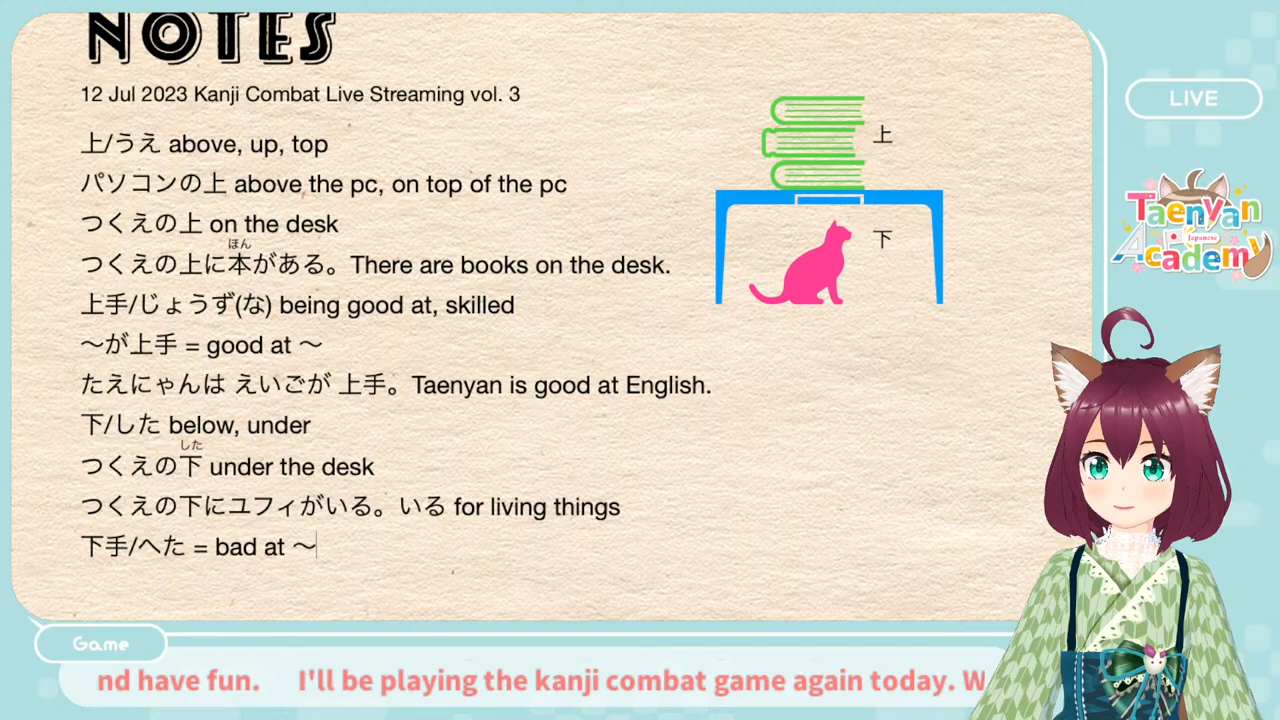 NOTES
12 Jul 2023 Kanji Combat Live Streaming vol. 3
上/うえ above, up, top
パソコンの上 above the pc, on top of the pc
つくえの上 on the desk
ほん
つくえの上に本がある。There are books on the desk.
上手/じょうず(な) being good at, skilled
〜が上手 = good at 〜
たえにゃんは えいごが 上手。Taenyan is good at English.
下/した below, under
した
つくえの下 under the desk
つくえの下にユフィがいる。いる for living things
下手/へた = bad at 〜
上
下
LIVE
Taenyan
Japanese
Academy
Game
nd have fun. I'll be playing the kanji combat game again today. W